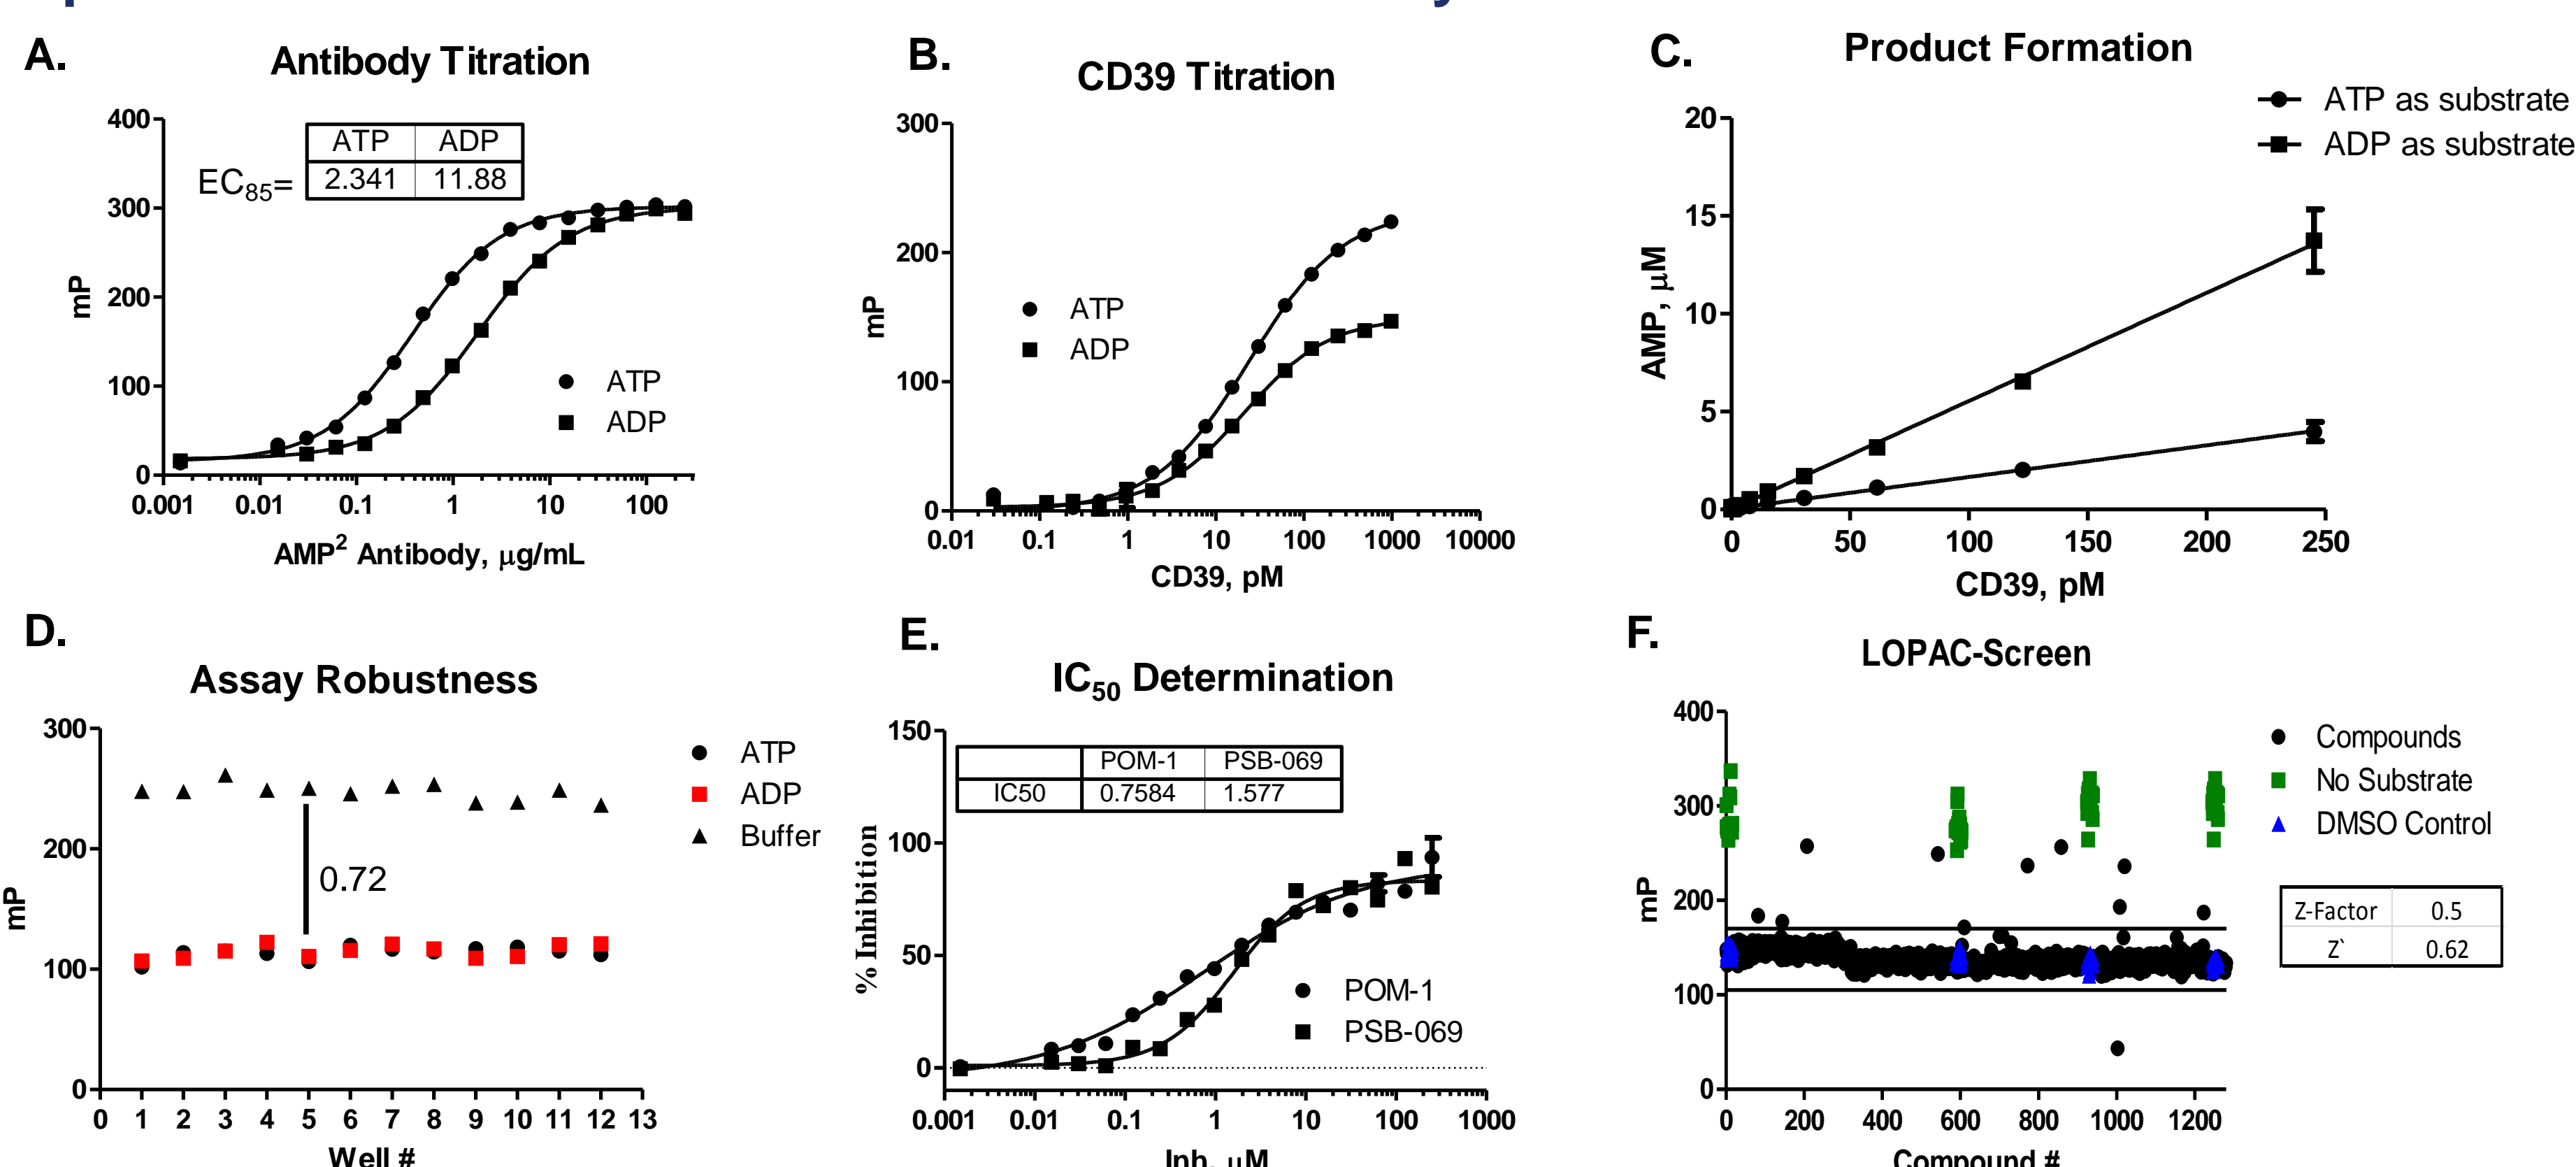 A.
Antibody Titration
400
300
200
100
0
mP
EC85=
ATP ADP
2.341 11.88
ATP
ADP
0.001 0.01 0.1 1 10 100
AMP² Antibody, μg/mL
B.
CD39 Titration
300
200
100
0
mP
ATP
ADP
0.01 0.1 1 10 100 1000 10000
CD39, pM
C.
Product Formation
ATP as substrate
ADP as substrate
20
15
10
5
0
AMP, μM
0 50 100 150 200 250
CD39, pM
D.
Assay Robustness
300
200
100
0
mP
0.72
ATP
ADP
Buffer
0 1 2 3 4 5 6 7 8 9 10 11 12 13
Well #
E.
IC50 Determination
150
100
50
0
% Inhibition
POM-1 PSB-069
IC50 0.7584 1.577
POM-1
PSB-069
0.001 0.01 0.1 1 10 100 1000
Inh, μM
F.
LOPAC-Screen
400
300
200
100
0
mP
Compounds
No Substrate
DMSO Control
Z-Factor 0.5
Z` 0.62
0 200 400 600 800 1000 1200
Compound #